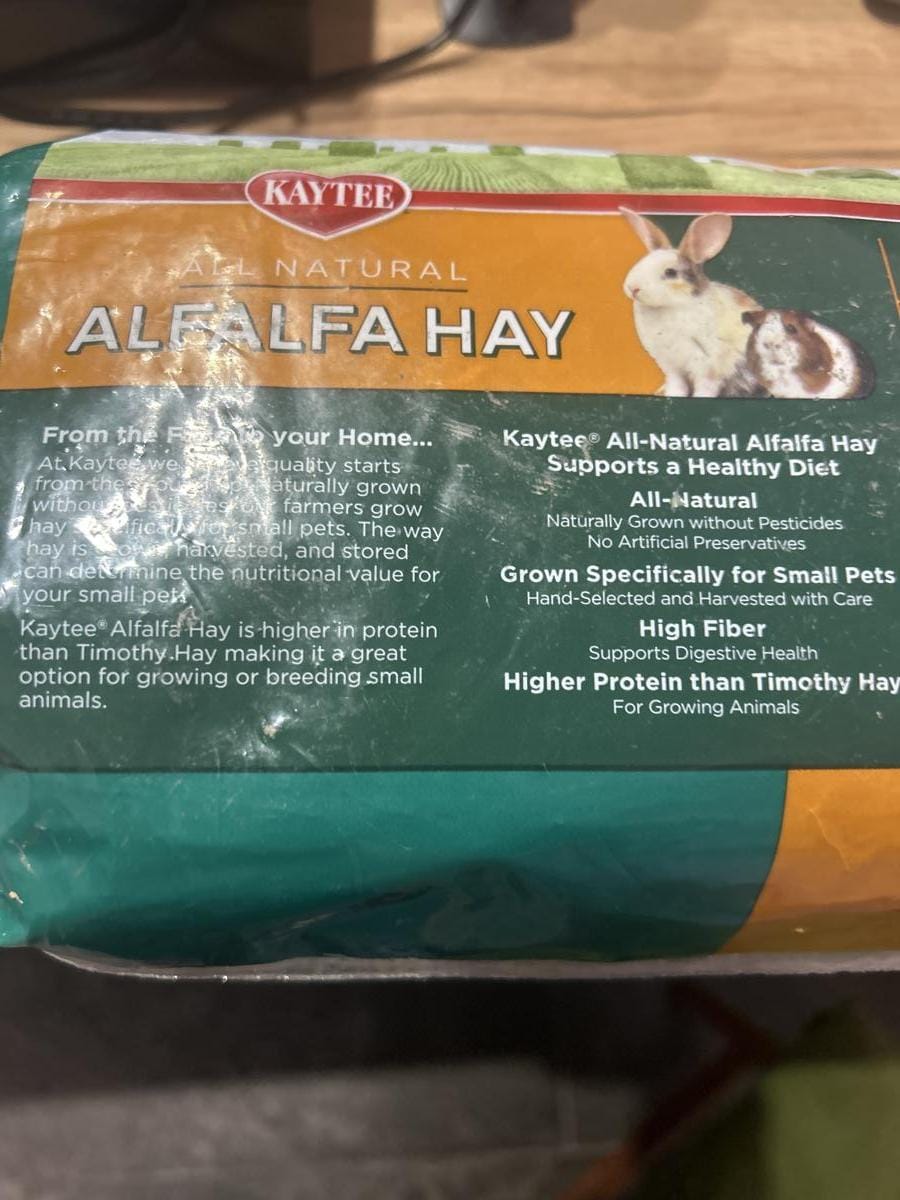 KAYTEE
ALL NATURAL
ALFALFA HAY
From the your Home...
At Kaytee we quality starts
from the naturally grown
without our farmers grow
hay for small pets. The way
hay is grown, harvested, and stored
can determine the nutritional value for
your small pet.
Kaytee® Alfalfa Hay is higher in protein
than Timothy Hay making it a great
option for growing or breeding small
animals.
Kaytee® All-Natural Alfalfa Hay
Supports a Healthy Diet
All-Natural
Naturally Grown without Pesticides
No Artificial Preservatives
Grown Specifically for Small Pets
Hand-Selected and Harvested with Care
High Fiber
Supports Digestive Health
Higher Protein than Timothy Hay
For Growing Animals